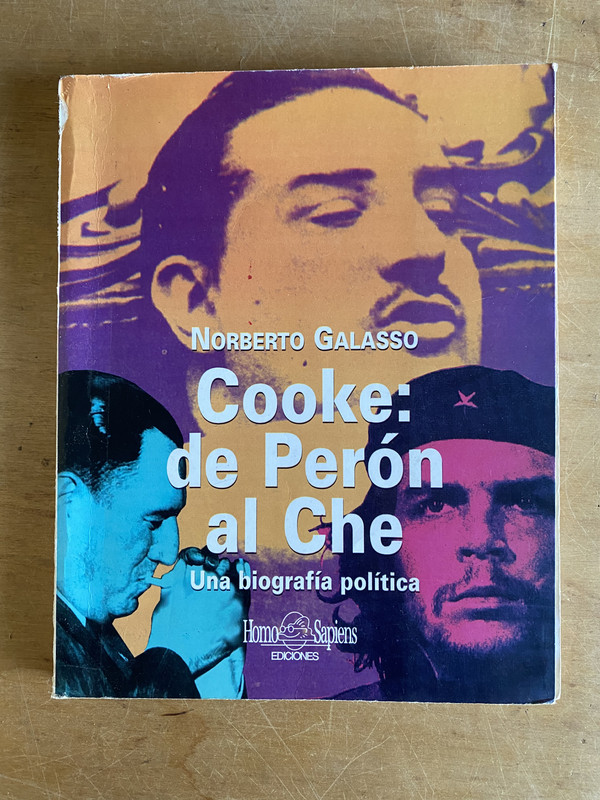 NORBERTO GALASSO
Cooke:
de Perón
al Che
Una biografía política
Homo Sapiens
EDICIONES